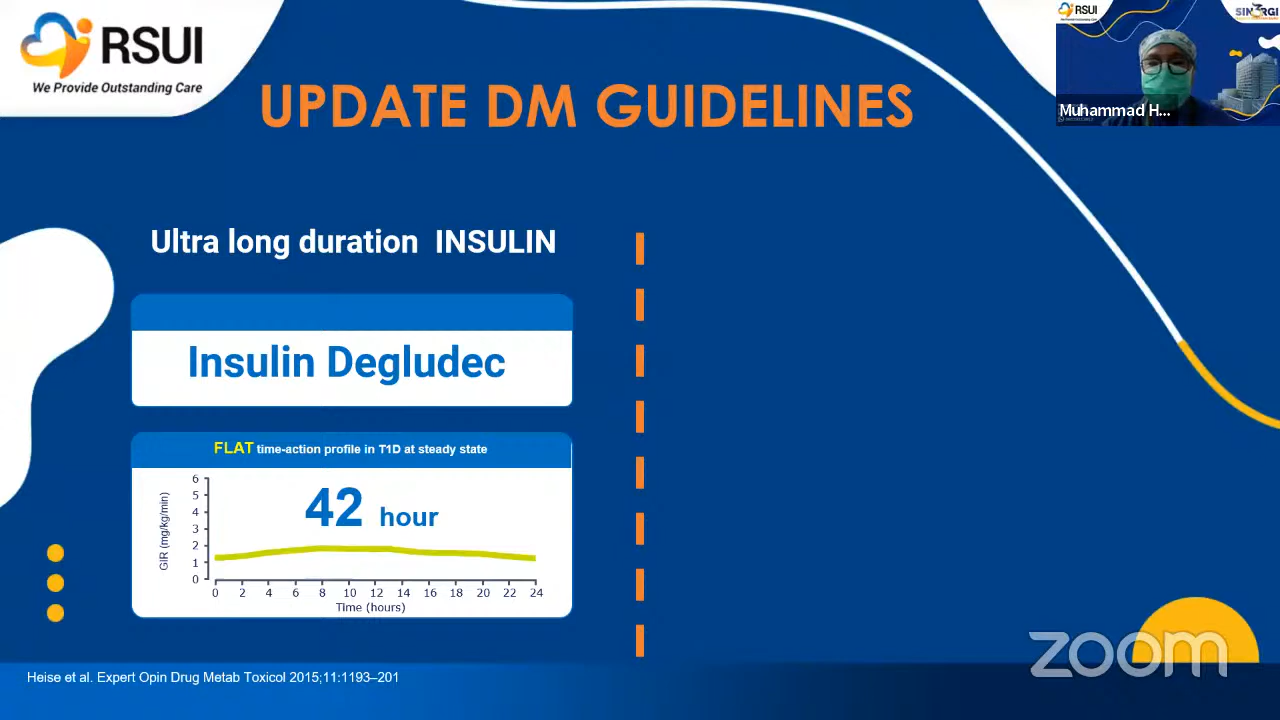 RSUI
We Provide Outstanding Care
UPDATE DM GUIDELINES
RSUI
Muhammad H...
Ultra long duration INSULIN
Insulin Degludec
FLAT time-action profile in T1D at steady state
42 hour
GIR (mg/kg/min)
6
5
4
3
2
1
0
0 2 4 6 8 10 12 14 16 18 20 22 24
Time (hours)
zoom
Heise et al. Expert Opin Drug Metab Toxicol 2015;11:1193–201